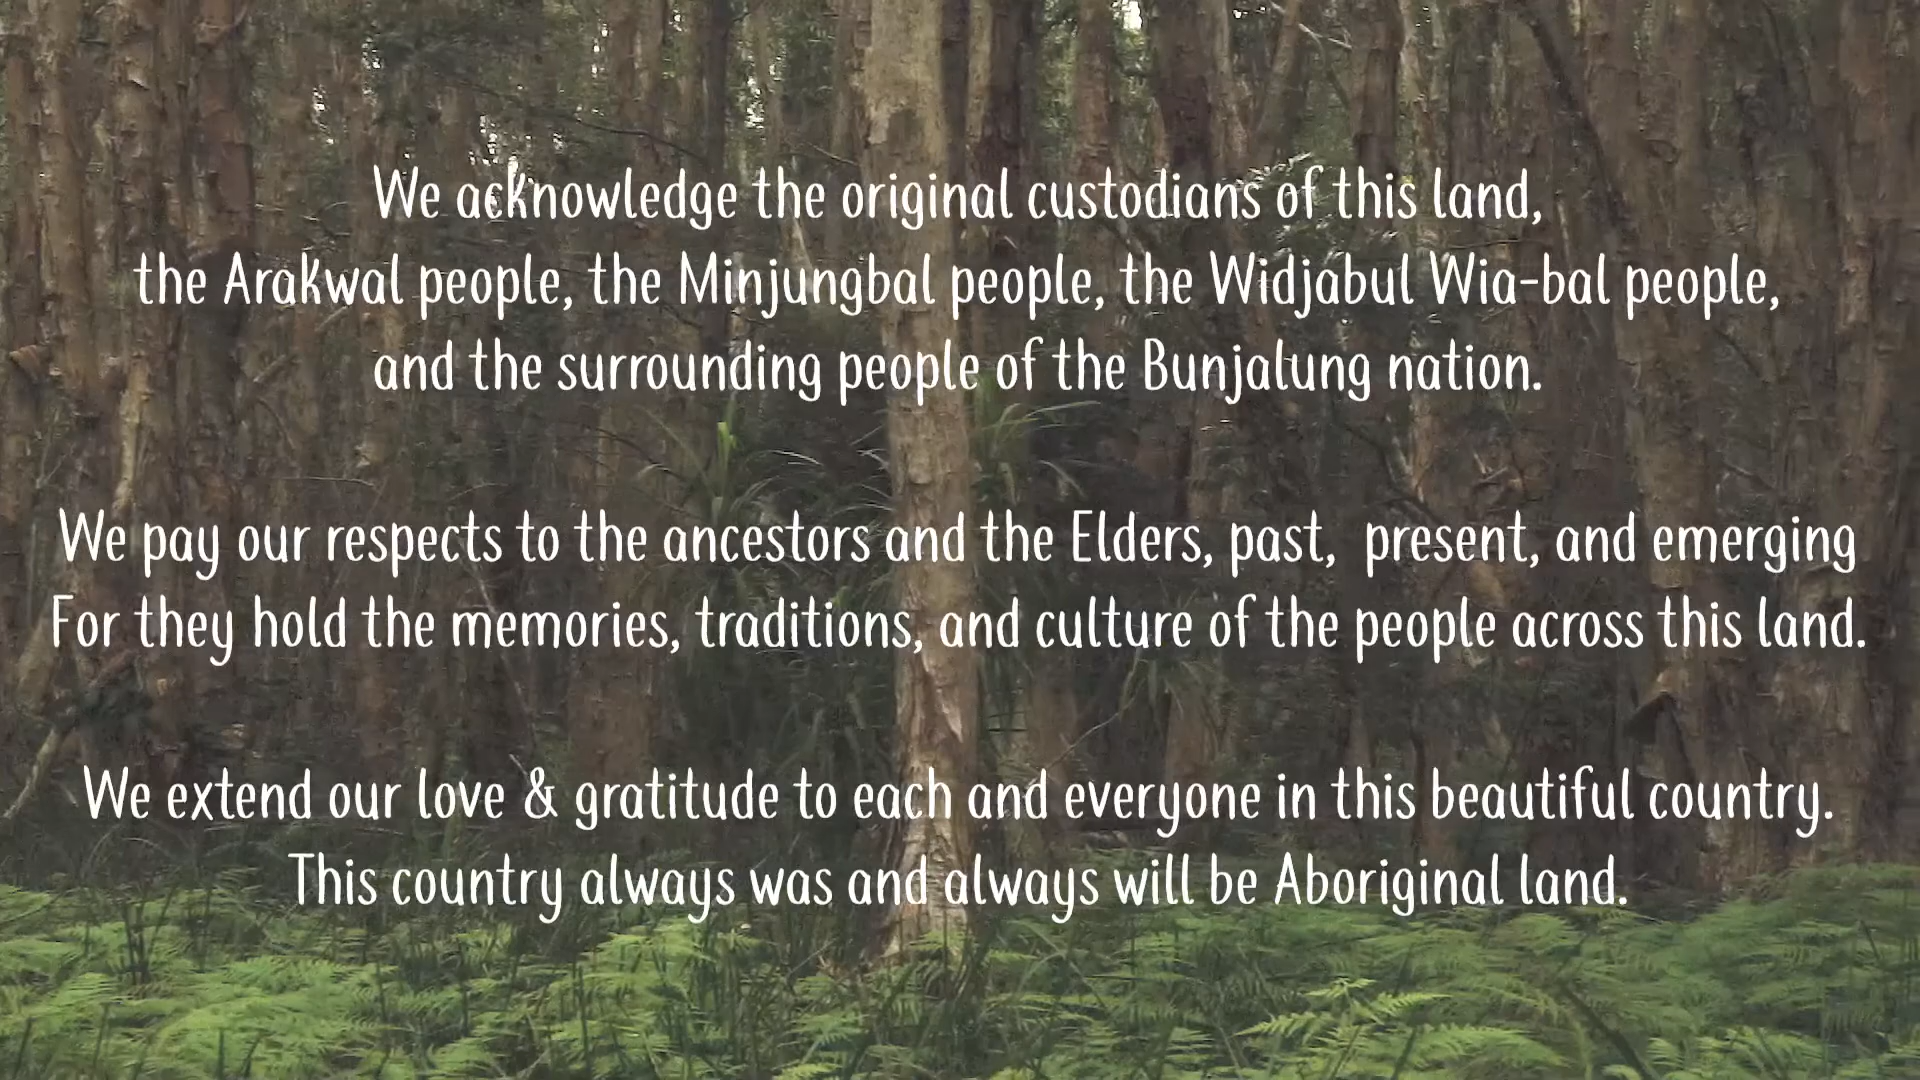 We acknowledge the original custodians of this land,
the Arakwal people, the Minjungbal people, the Widjabul Wia-bal people,
and the surrounding people of the Bunjalung nation.
We pay our respects to the ancestors and the Elders, past,  present, and emerging
For they hold the memories, traditions, and culture of the people across this land.
We extend our love & gratitude to each and everyone in this beautiful country.
This country always was and always will be Aboriginal land.